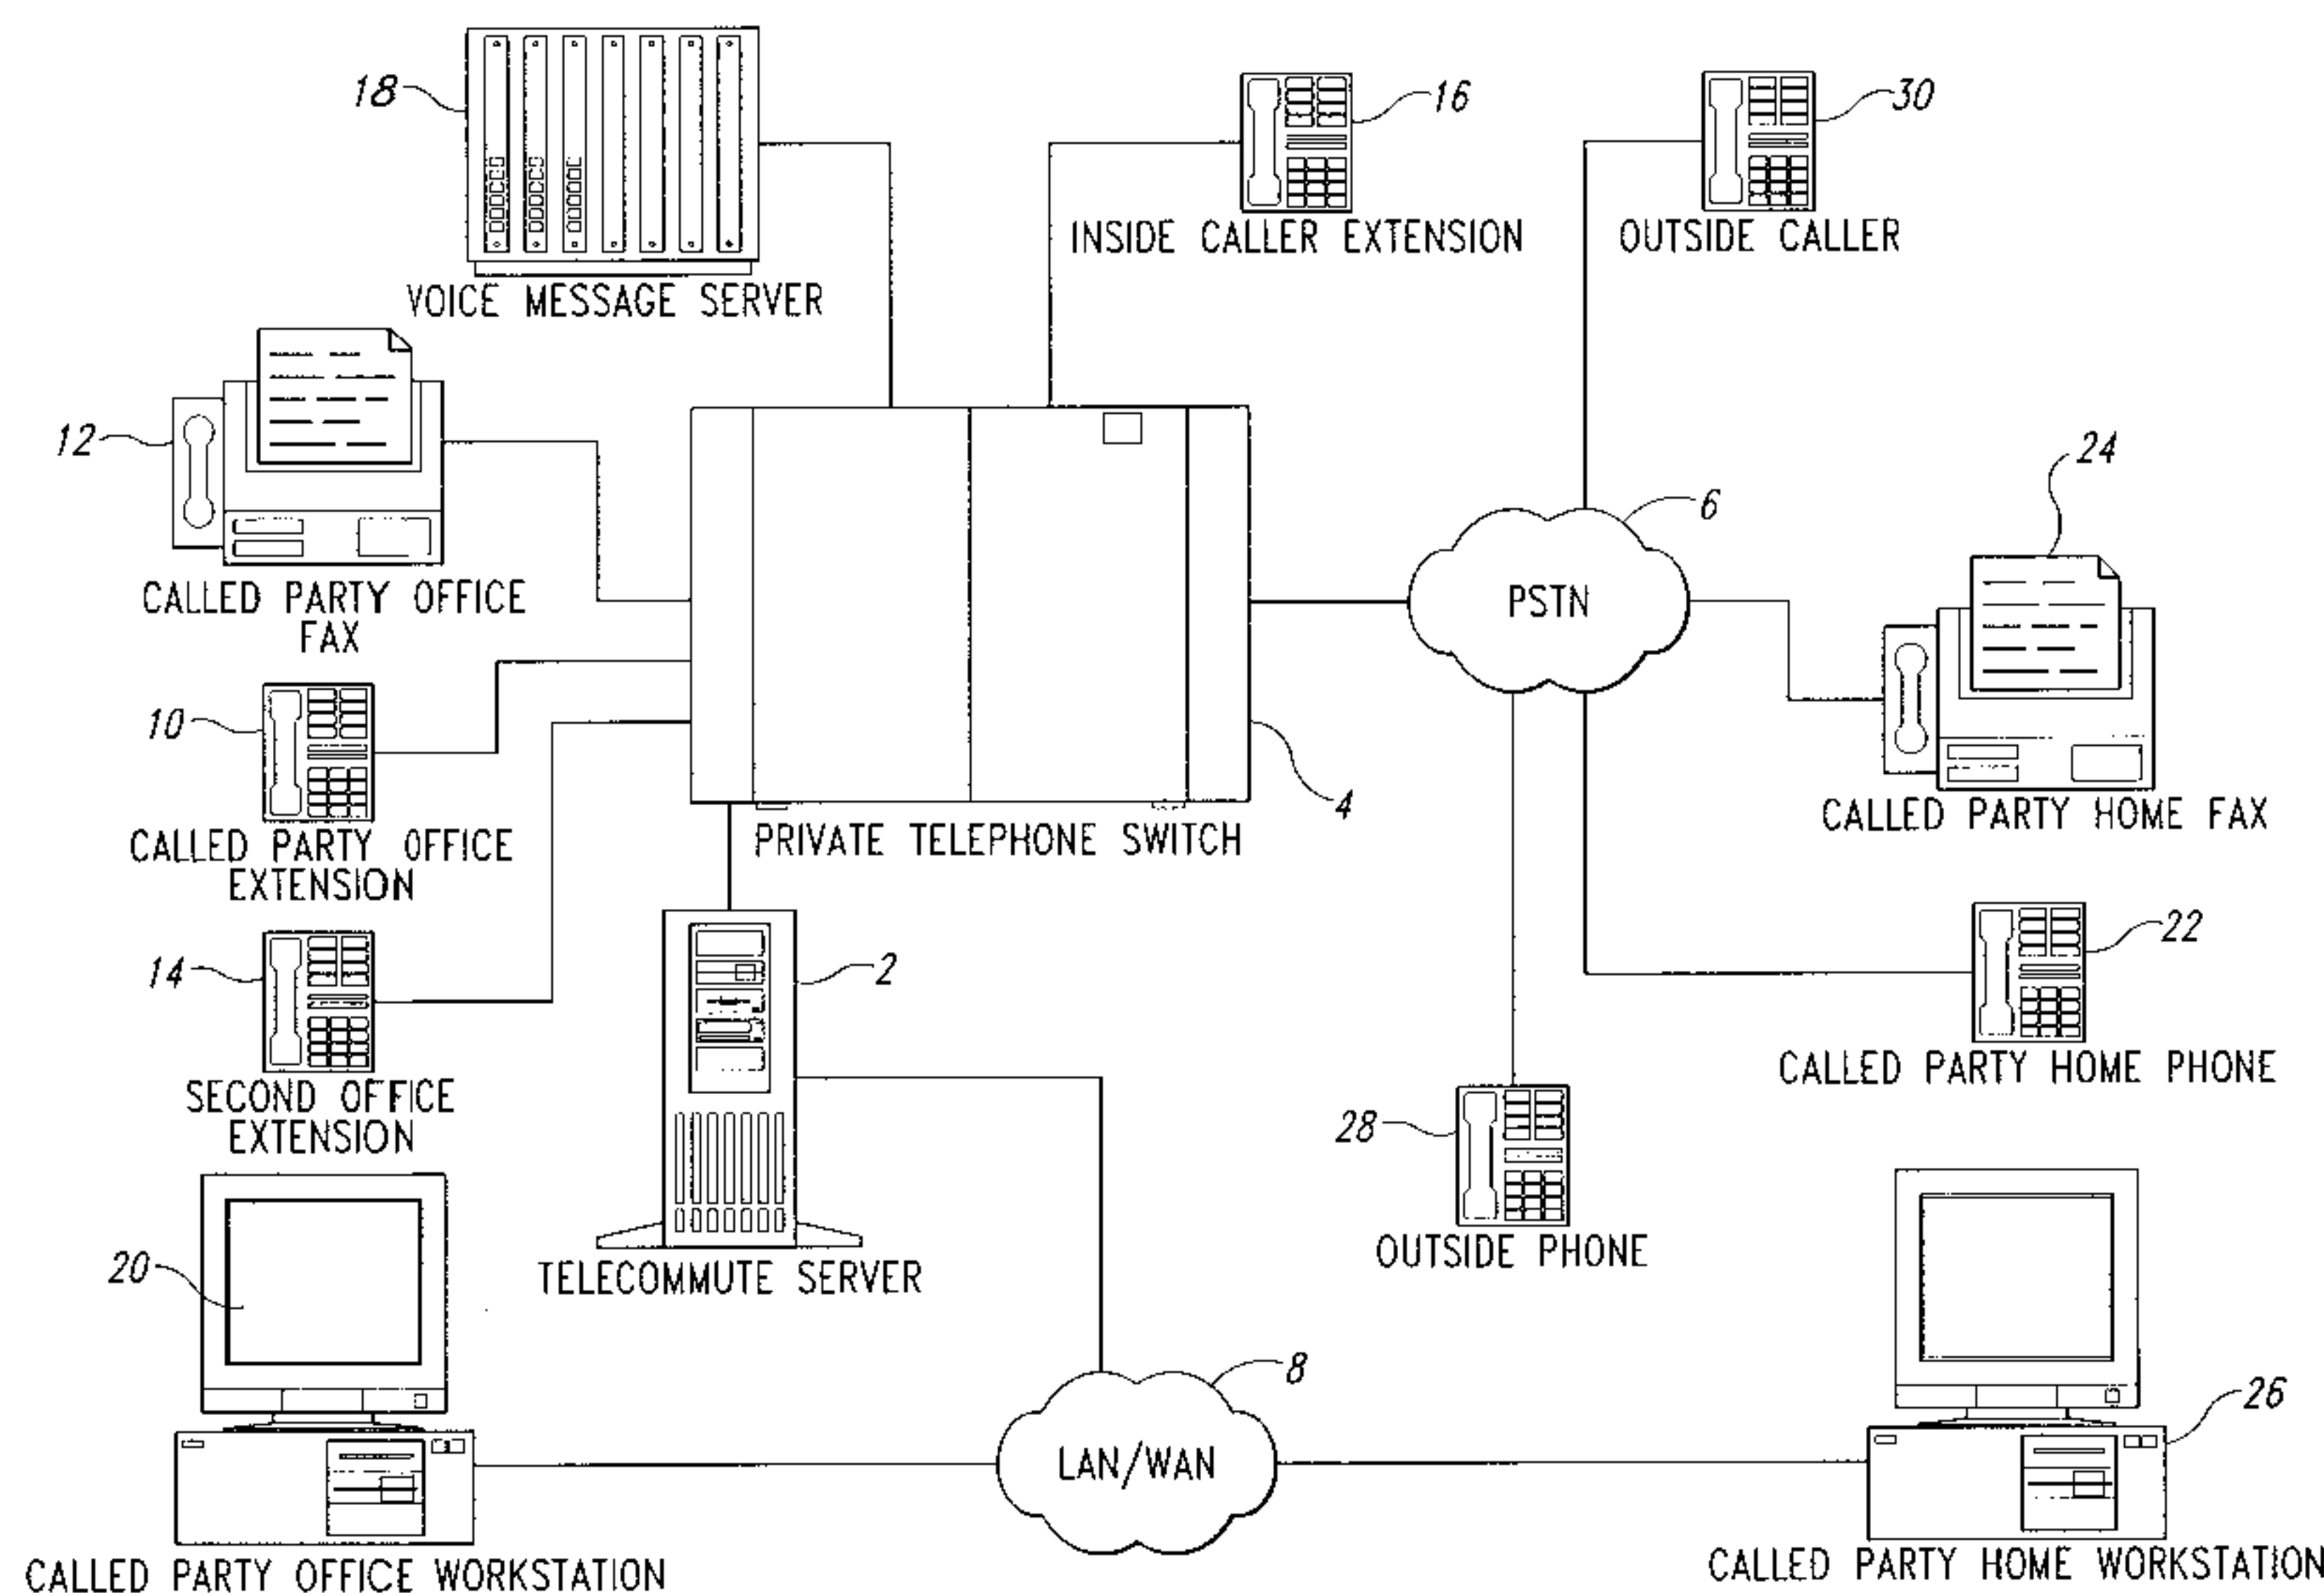 18
16
30
INSIDE CALLER EXTENSION
OUTSIDE CALLER
VOICE MESSAGE SERVER
12
24
6
PSTN
CALLED PARTY OFFICE
FAX
10
4
CALLED PARTY HOME FAX
PRIVATE TELEPHONE SWITCH
CALLED PARTY OFFICE
EXTENSION
14
2
22
CALLED PARTY HOME PHONE
SECOND OFFICE
EXTENSION
28
OUTSIDE PHONE
20
TELECOMMUTE SERVER
8
26
LAN/WAN
CALLED PARTY OFFICE WORKSTATION
CALLED PARTY HOME WORKSTATION